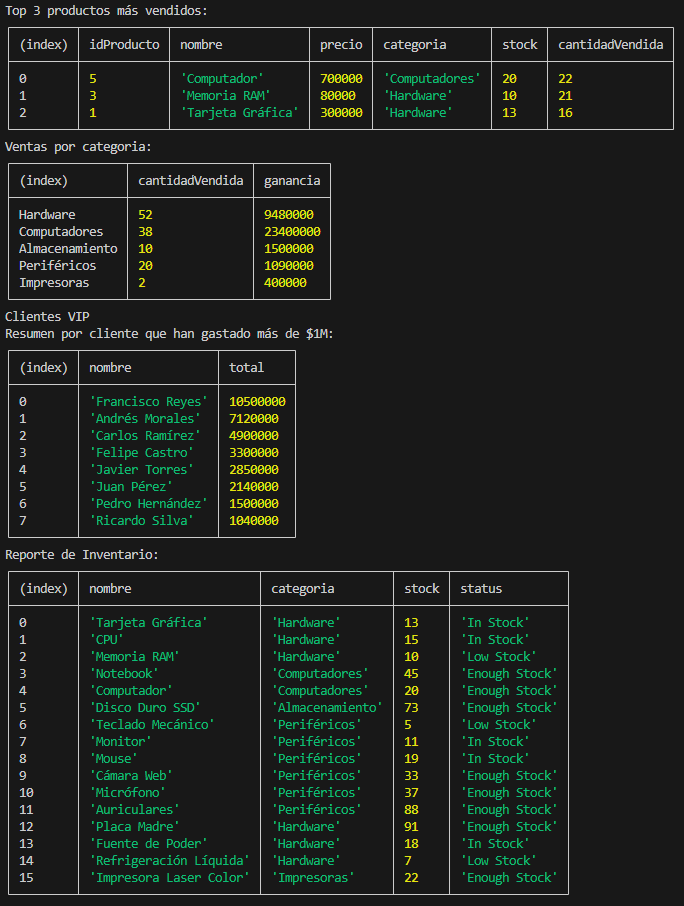 Top 3 productos más vendidos:
(index) idProducto nombre precio categoria stock cantidadVendida
0 5 'Computador' 700000 'Computadores' 20 22
1 3 'Memoria RAM' 80000 'Hardware' 10 21
2 1 'Tarjeta Gráfica' 300000 'Hardware' 13 16
Ventas por categoria:
(index) cantidadVendida ganancia
Hardware 52 9480000
Computadores 38 23400000
Almacenamiento 10 1500000
Periféricos 20 1090000
Impresoras 2 400000
Clientes VIP
Resumen por cliente que han gastado más de $1M:
(index) nombre total
0 'Francisco Reyes' 10500000
1 'Andrés Morales' 7120000
2 'Carlos Ramírez' 4900000
3 'Felipe Castro' 3300000
4 'Javier Torres' 2850000
5 'Juan Pérez' 2140000
6 'Pedro Hernández' 1500000
7 'Ricardo Silva' 1040000
Reporte de Inventario:
(index) nombre categoria stock status
0 'Tarjeta Gráfica' 'Hardware' 13 'In Stock'
1 'CPU' 'Hardware' 15 'In Stock'
2 'Memoria RAM' 'Hardware' 10 'Low Stock'
3 'Notebook' 'Computadores' 45 'Enough Stock'
4 'Computador' 'Computadores' 20 'Enough Stock'
5 'Disco Duro SSD' 'Almacenamiento' 73 'Enough Stock'
6 'Teclado Mecánico' 'Periféricos' 5 'Low Stock'
7 'Monitor' 'Periféricos' 11 'In Stock'
8 'Mouse' 'Periféricos' 19 'In Stock'
9 'Cámara Web' 'Periféricos' 33 'Enough Stock'
10 'Micrófono' 'Periféricos' 37 'Enough Stock'
11 'Auriculares' 'Periféricos' 88 'Enough Stock'
12 'Placa Madre' 'Hardware' 91 'Enough Stock'
13 'Fuente de Poder' 'Hardware' 18 'In Stock'
14 'Refrigeración Líquida' 'Hardware' 7 'Low Stock'
15 'Impresora Laser Color' 'Impresoras' 22 'Enough Stock'